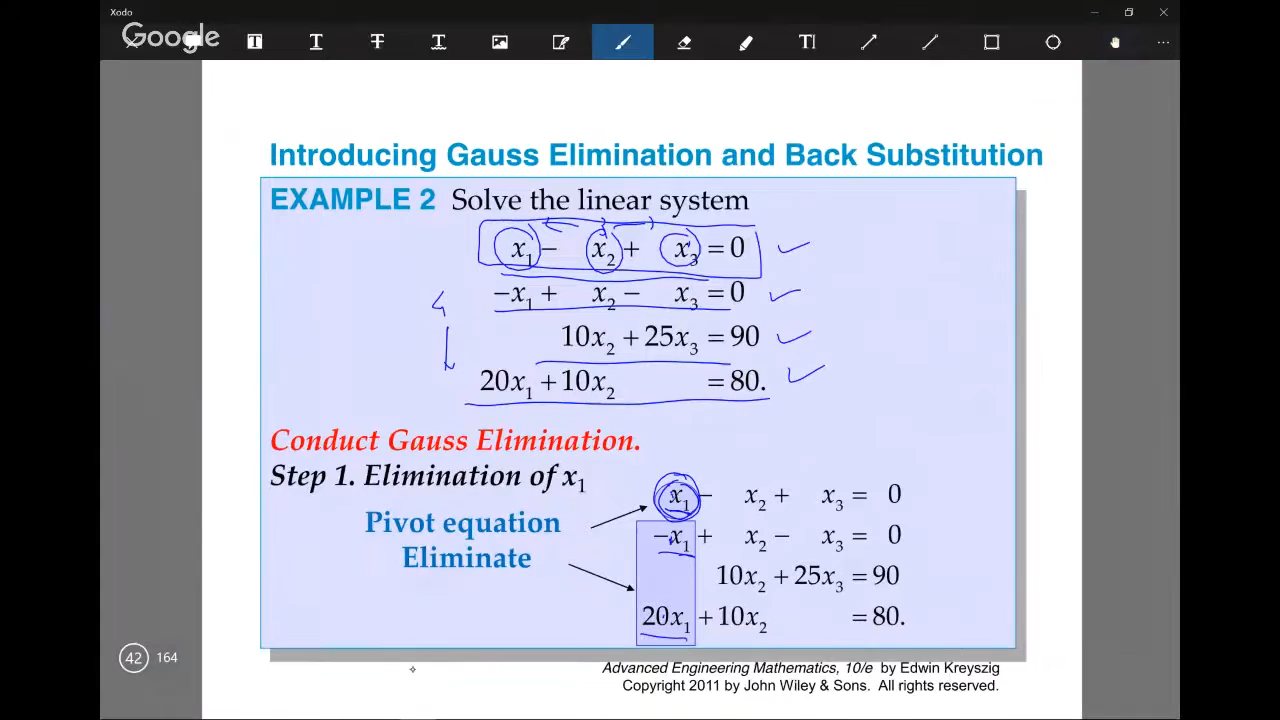 Xodo
Google
Introducing Gauss Elimination and Back Substitution
EXAMPLE 2 Solve the linear system
x₁ − x₂ + x₃ = 0
−x₁ + x₂ − x₃ = 0
10x₂ + 25x₃ = 90
20x₁ + 10x₂ = 80.
Conduct Gauss Elimination.
Step 1. Elimination of x₁
Pivot equation
Eliminate
x₁ − x₂ + x₃ = 0
−x₁ + x₂ − x₃ = 0
10x₂ + 25x₃ = 90
20x₁ + 10x₂ = 80.
42 164
Advanced Engineering Mathematics, 10/e by Edwin Kreyszig
Copyright 2011 by John Wiley & Sons. All rights reserved.